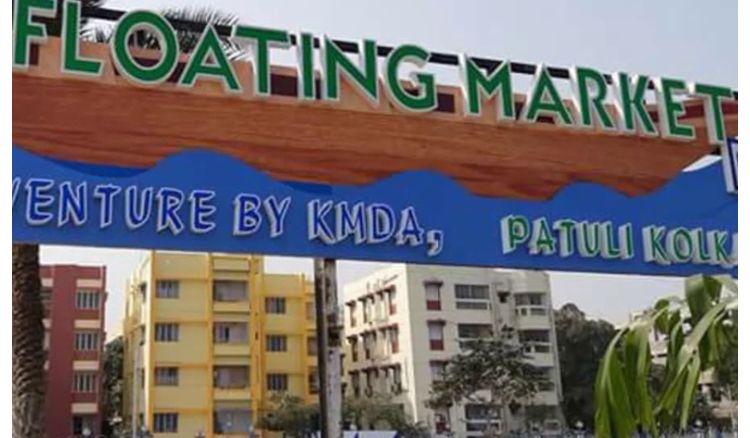 FLOATING MARKET
VENTURE BY KMDA, PATULI KOLK